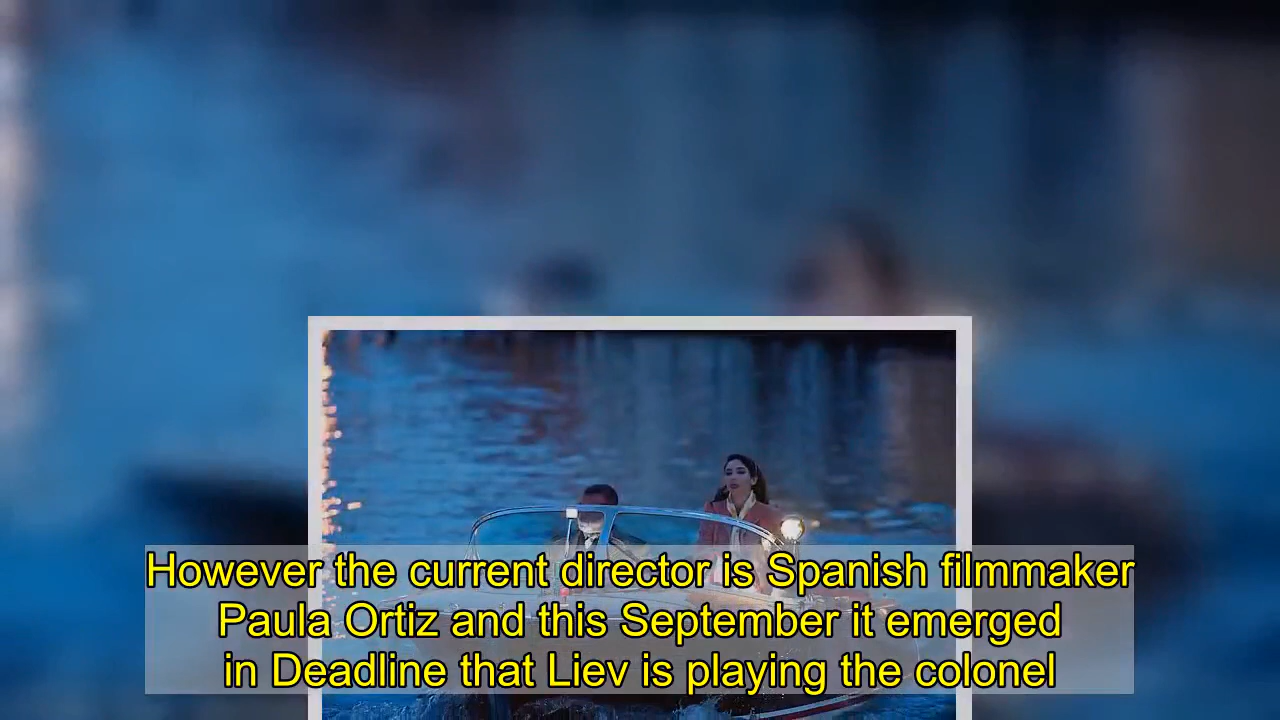 However the current director is Spanish filmmaker
Paula Ortiz and this September it emerged
in Deadline that Liev is playing the colonel